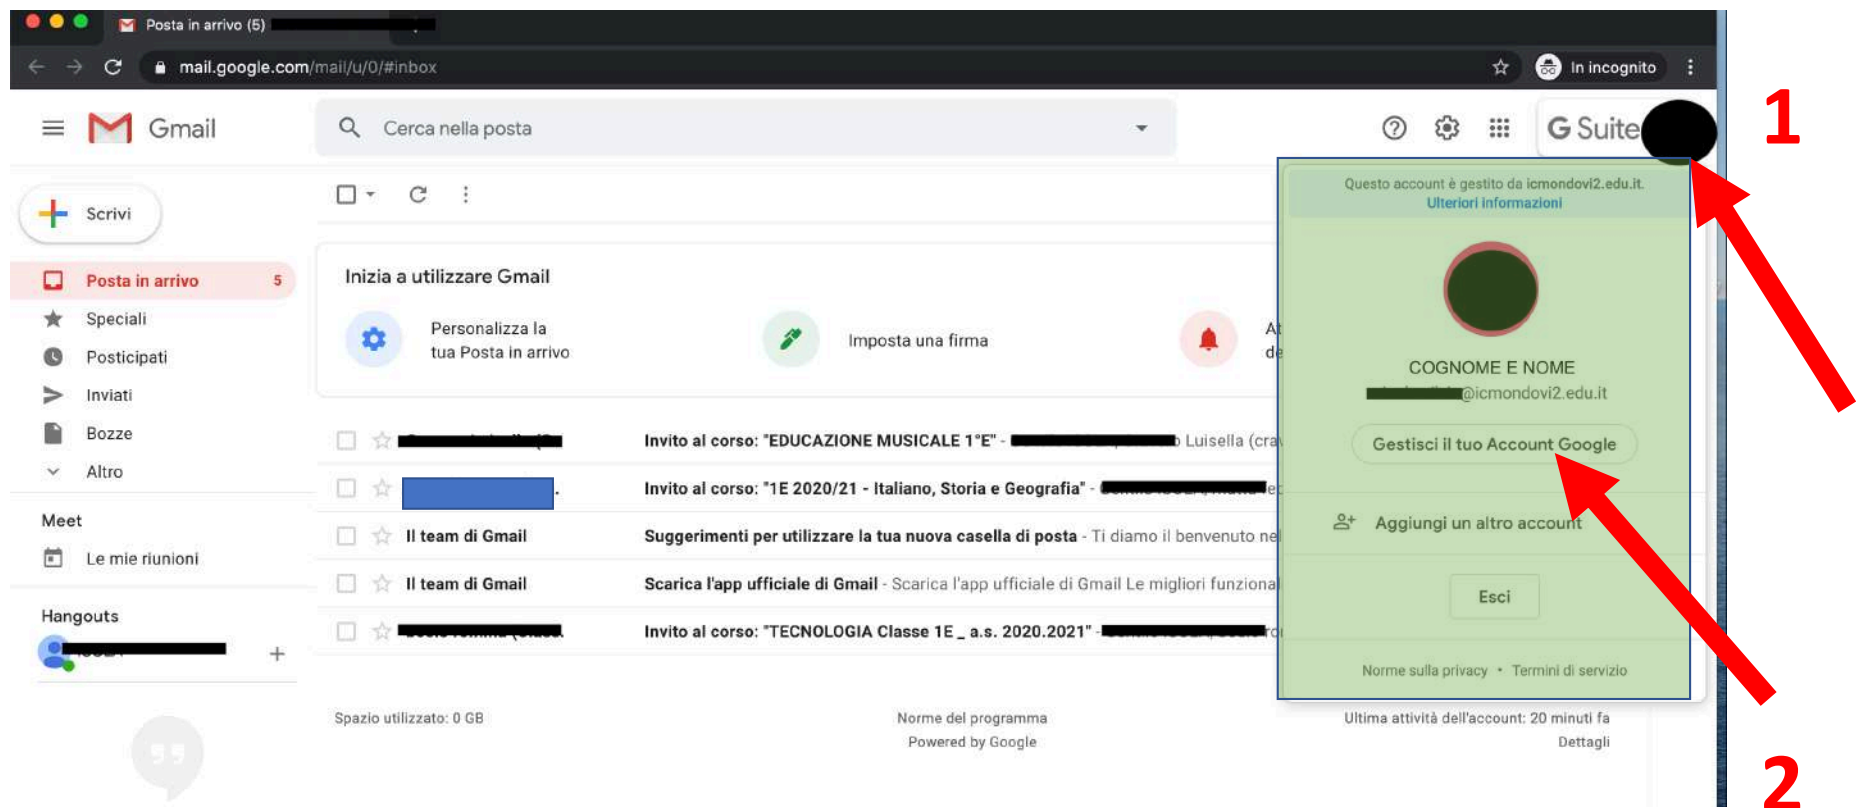 Posta in arrivo (5)
mail.google.com/mail/u/0/#inbox
In incognito
1
Gmail
Cerca nella posta
G Suite
Questo account è gestito da icmondovi2.edu.it.
Ulteriori informazioni
Scrivi
Posta in arrivo 5
Speciali
Posticipati
Inviati
Bozze
Altro
Meet
Le mie riunioni
Hangouts
Inizia a utilizzare Gmail
Personalizza la
tua Posta in arrivo
Imposta una firma
COGNOME E NOME
@icmondovi2.edu.it
Gestisci il tuo Account Google
Aggiungi un altro account
Esci
Norme sulla privacy • Termini di servizio
Invito al corso: "EDUCAZIONE MUSICALE 1°E" - Luisella
Invito al corso: "1E 2020/21 - Italiano, Storia e Geografia" -
Il team di Gmail Suggerimenti per utilizzare la tua nuova casella di posta - Ti diamo il benvenuto
Il team di Gmail Scarica l'app ufficiale di Gmail - Scarica l'app ufficiale di Gmail Le migliori
Invito al corso: "TECNOLOGIA Classe 1E _ a.s. 2020.2021" -
Spazio utilizzato: 0 GB
Norme del programma
Powered by Google
Ultima attività dell'account: 20 minuti fa
Dettagli
2